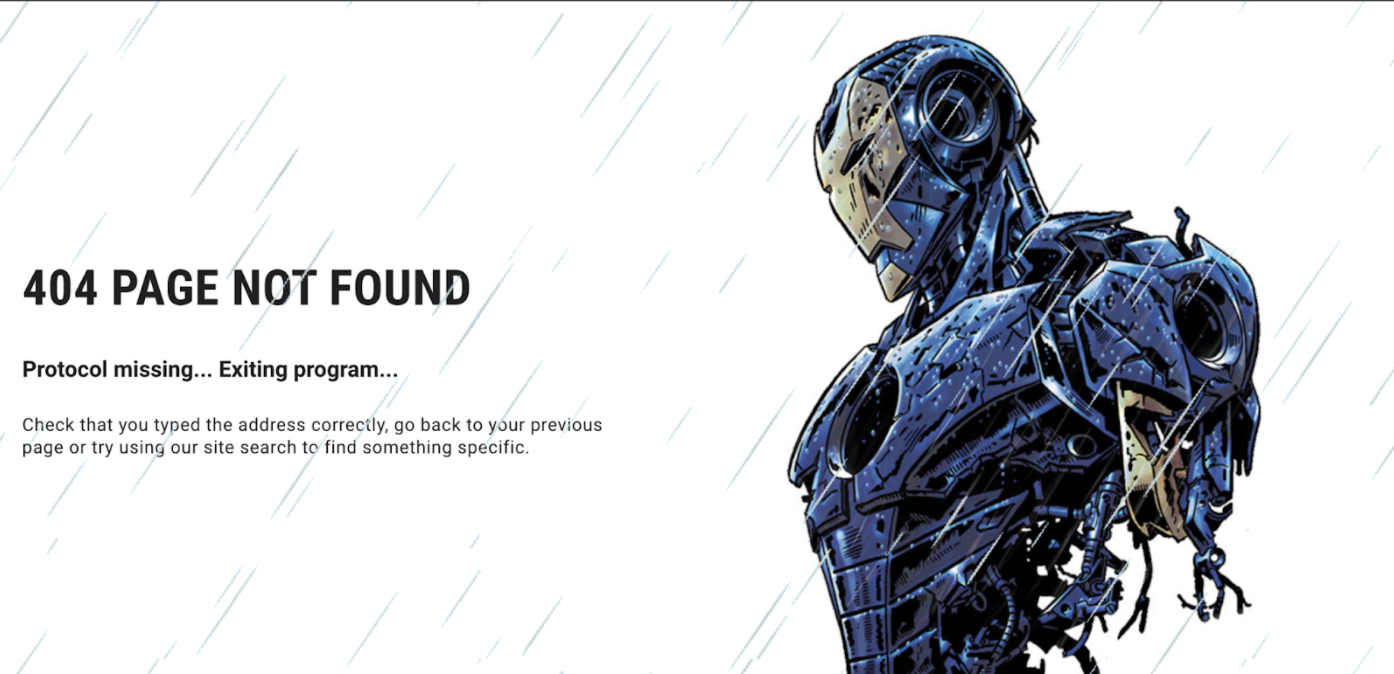 404 PAGE NOT FOUND
Protocol missing... Exiting program...
Check that you typed the address correctly, go back to your previous
page or try using our site search to find something specific.